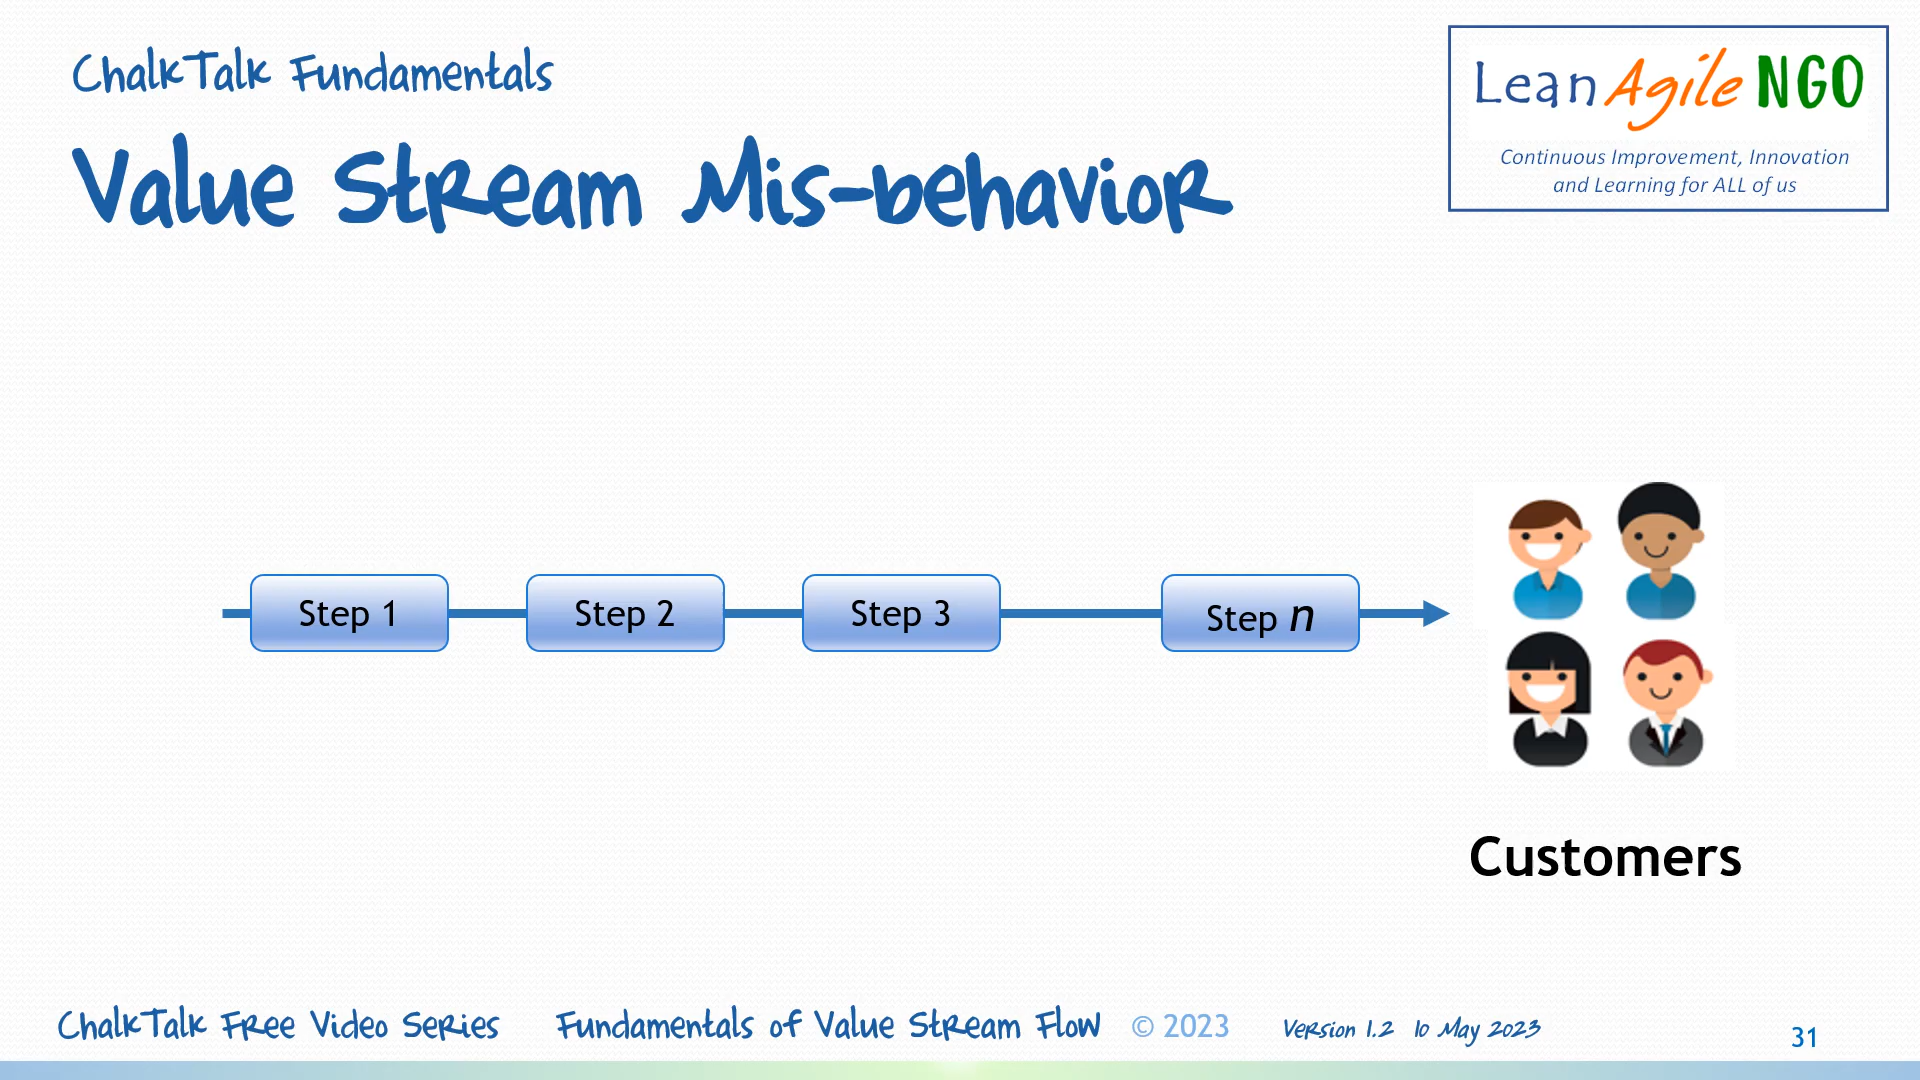 ChalkTalk Fundamentals
Value Stream Mis-behavior
Lean Agile NGO
Continuous Improvement, Innovation
and Learning for ALL of us
Step 1
Step 2
Step 3
Step n
Customers
ChalkTalk Free Video Series Fundamentals of Value Stream Flow © 2023 Version 1.2 10 May 2023 31